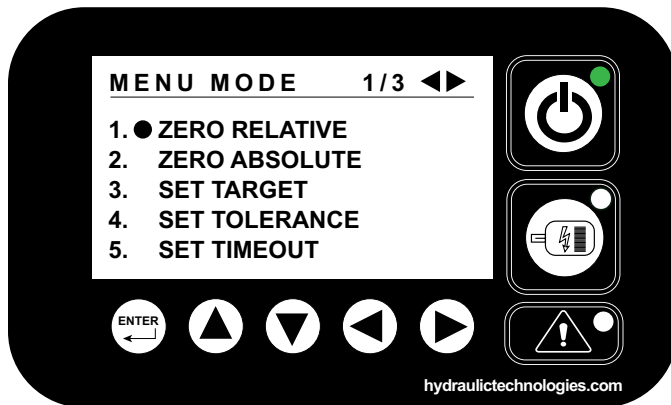 MENU MODE 1/3
1. ZERO RELATIVE
2. ZERO ABSOLUTE
3. SET TARGET
4. SET TOLERANCE
5. SET TIMEOUT
ENTER
hydraulictechnologies.com